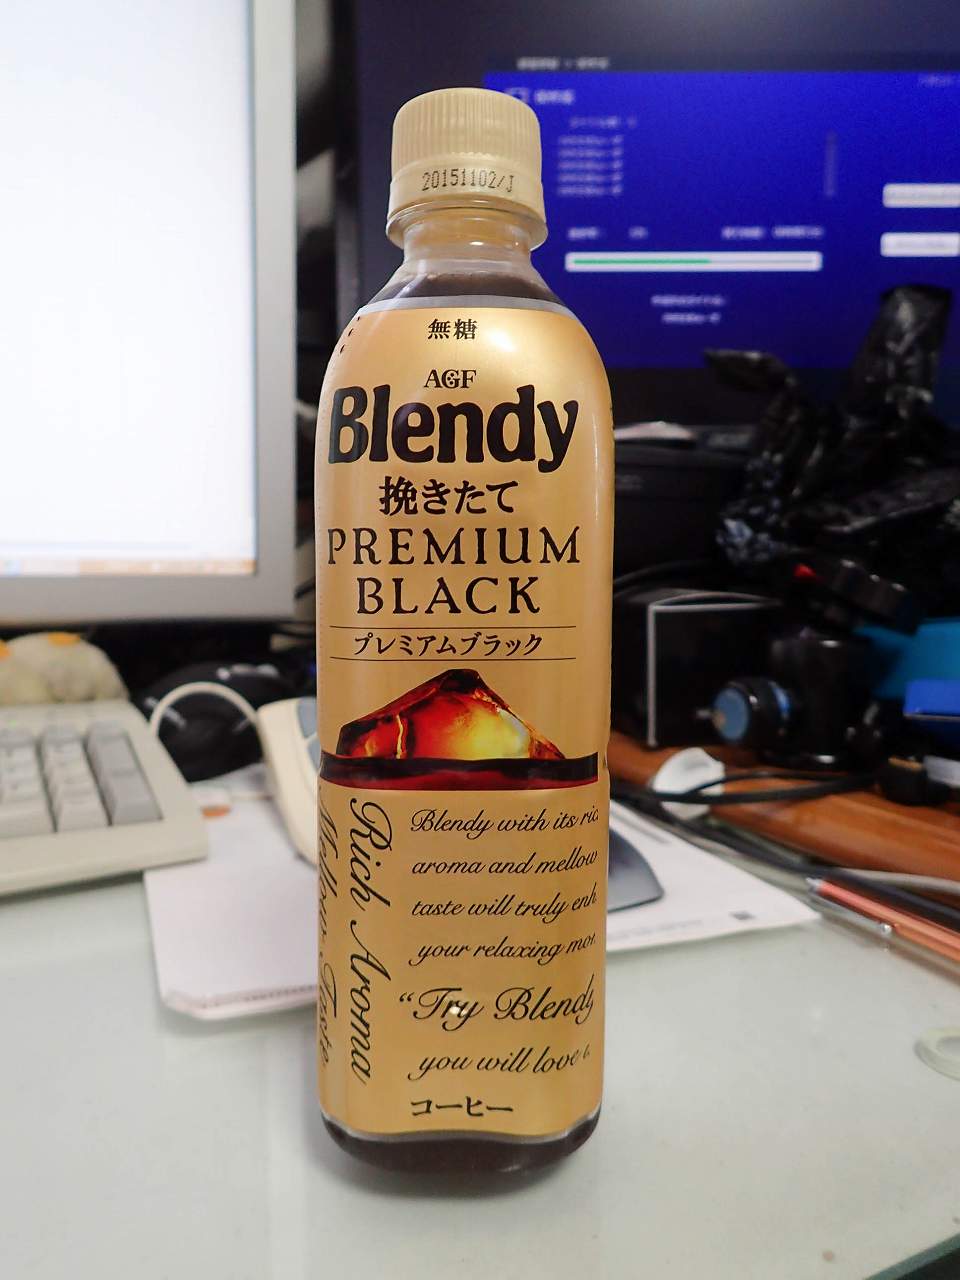 20151102/J
無糖
AGF
Blendy
挽きたて
PREMIUM
BLACK
プレミアムブラック
Rich Aroma
Mellow Taste
Blendy with its ric
aroma and mellow
taste will truly enh
your relaxing mo
“Try Blendy
you will love
コーヒー